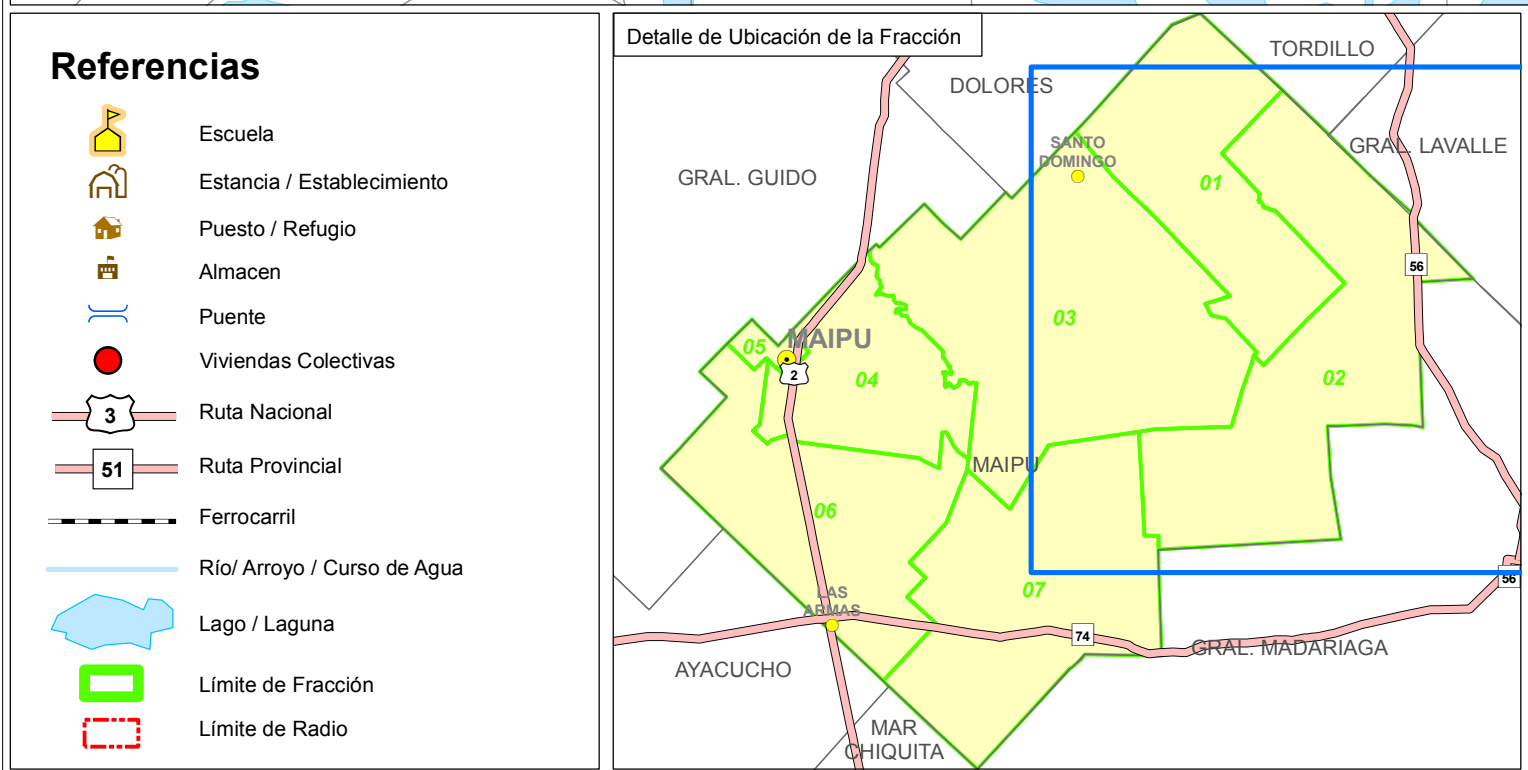 Referencias
Escuela
Estancia / Establecimiento
Puesto / Refugio
Almacen
Puente
Viviendas Colectivas
3
Ruta Nacional
51
Ruta Provincial
Ferrocarril
Río/ Arroyo / Curso de Agua
Lago / Laguna
Límite de Fracción
Límite de Radio
Detalle de Ubicación de la Fracción
TORDILLO
DOLORES
SANTO
DOMINGO
GRAL. LAVALLE
GRAL. GUIDO
01
56
03
MAIPU
05
2
04
02
MAIPU
06
07
LAS
ARMAS
56
74
GRAL. MADARIAGA
AYACUCHO
MAR
CHIQUITA